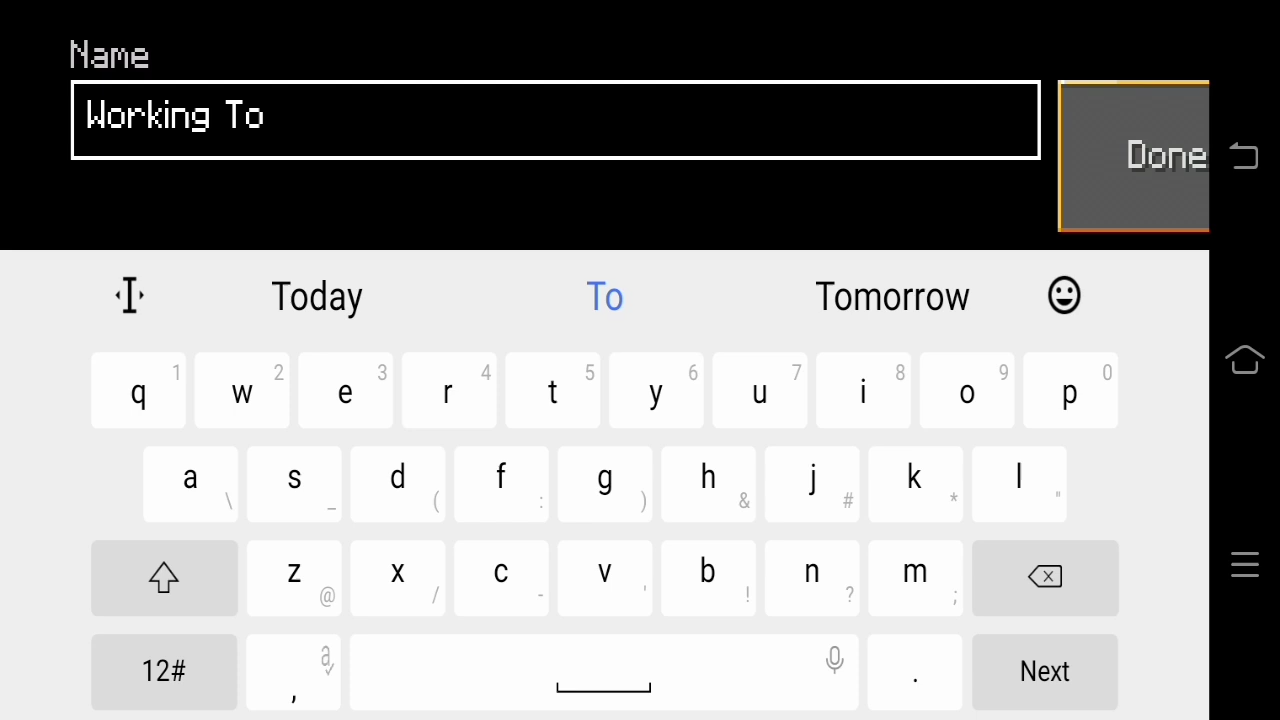 Name
Working To
Done
Today To Tomorrow
q 1 w 2 e 3 r 4 t 5 y 6 u 7 i 8 o 9 p 0
a \ s _ d ( f : g ) h & j # k * l "
z @ x / c - v ' b ! n ? m ;
12# , a . Next